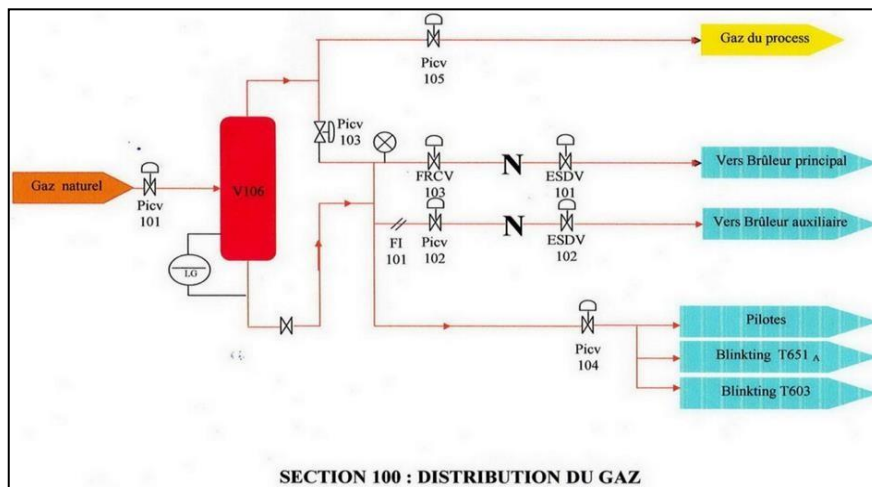 Gaz du process
Picv
105
Picv
103
Gaz naturel
Picv
101
V106
LG
FRCV
103
N
ESDV
101
Vers Brûleur principal
FI
101
Picv
102
N
ESDV
102
Vers Brûleur auxiliaire
Picv
104
Pilotes
Blinkting T651 A
Blinkting T603
SECTION 100 : DISTRIBUTION DU GAZ